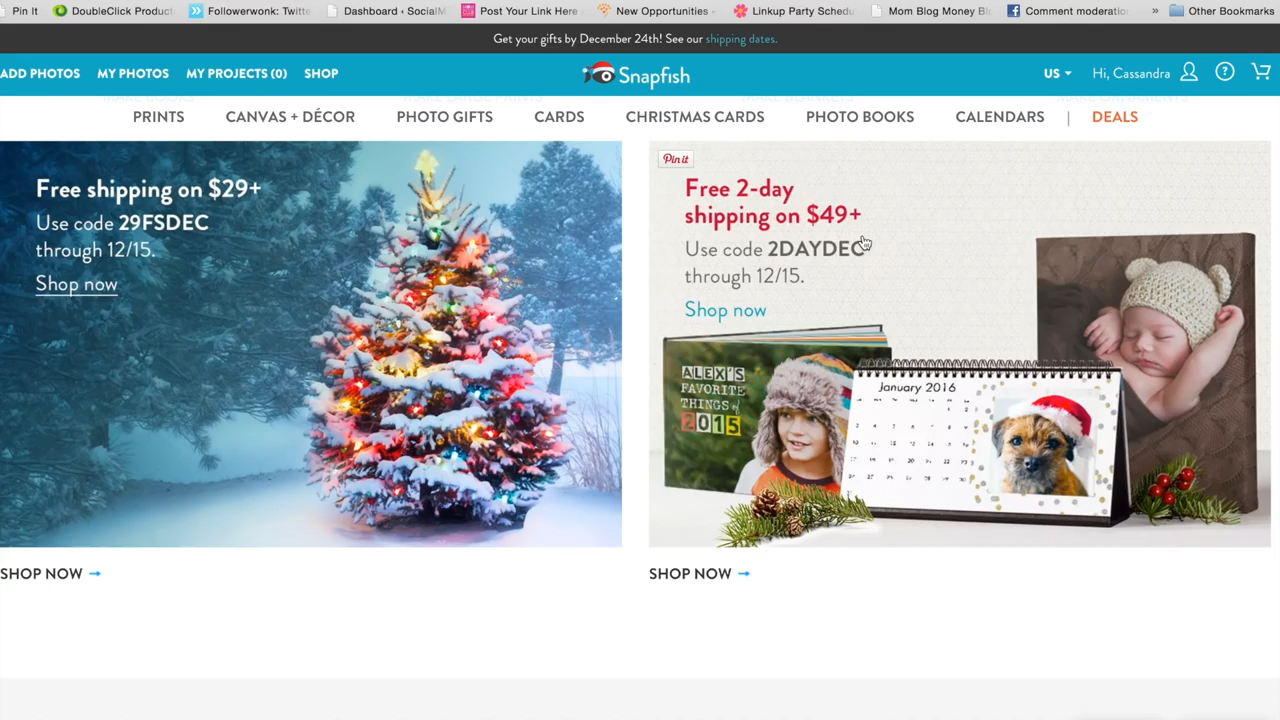 Pin It
DoubleClick Product
Followerwonk: Twitte
Dashboard ‹ SocialM
Post Your Link Here
New Opportunities -
Linkup Party Schedu
Mom Blog Money Bl
Comment moderation
»
Other Bookmarks
Get your gifts by December 24th! See our shipping dates.
ADD PHOTOS
MY PHOTOS
MY PROJECTS (0)
SHOP
Snapfish
US
Hi, Cassandra
?
PRINTS
CANVAS + DÉCOR
PHOTO GIFTS
CARDS
CHRISTMAS CARDS
PHOTO BOOKS
CALENDARS
|
DEALS
Free shipping on $29+
Use code 29FSDEC
through 12/15.
Shop now
Pin it
Free 2-day
shipping on $49+
Use code 2DAYDEC
through 12/15.
Shop now
ALEX'S
FAVORITE
THINGS of
2015
January 2016
SHOP NOW →
SHOP NOW →